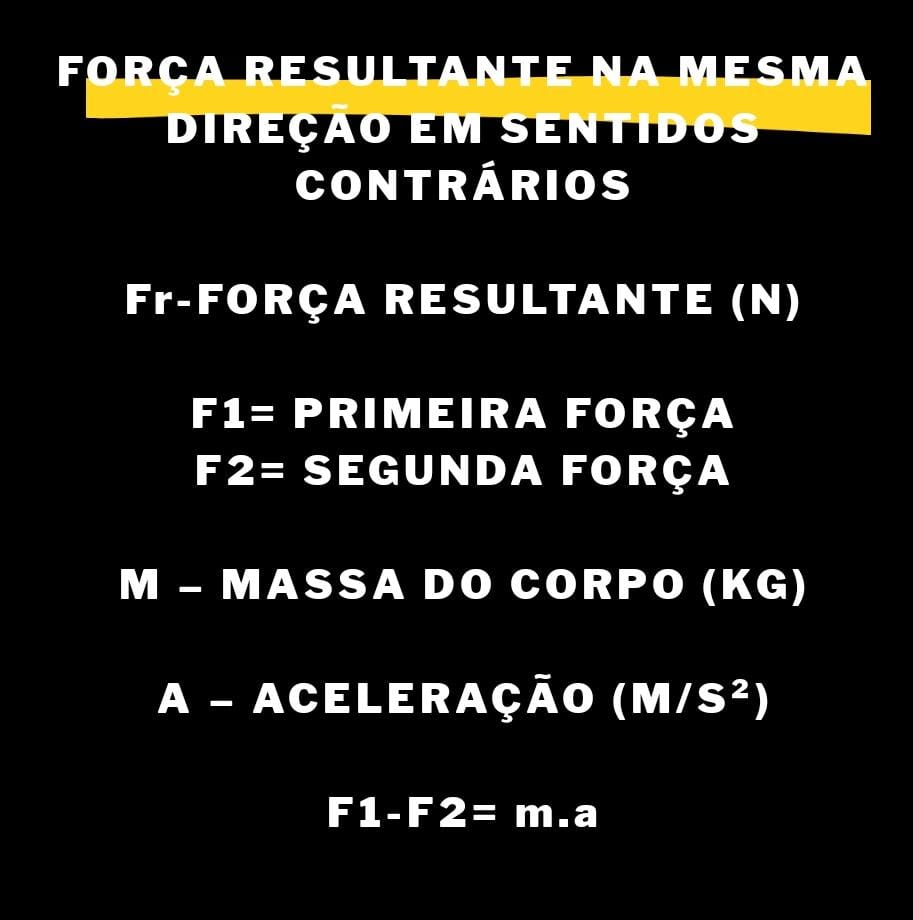 FORÇA RESULTANTE NA MESMA
DIREÇÃO EM SENTIDOS
CONTRÁRIOS
Fr-FORÇA RESULTANTE (N)
F1= PRIMEIRA FORÇA
F2= SEGUNDA FORÇA
M – MASSA DO CORPO (KG)
A – ACELERAÇÃO (M/S²)
F1-F2= m.a